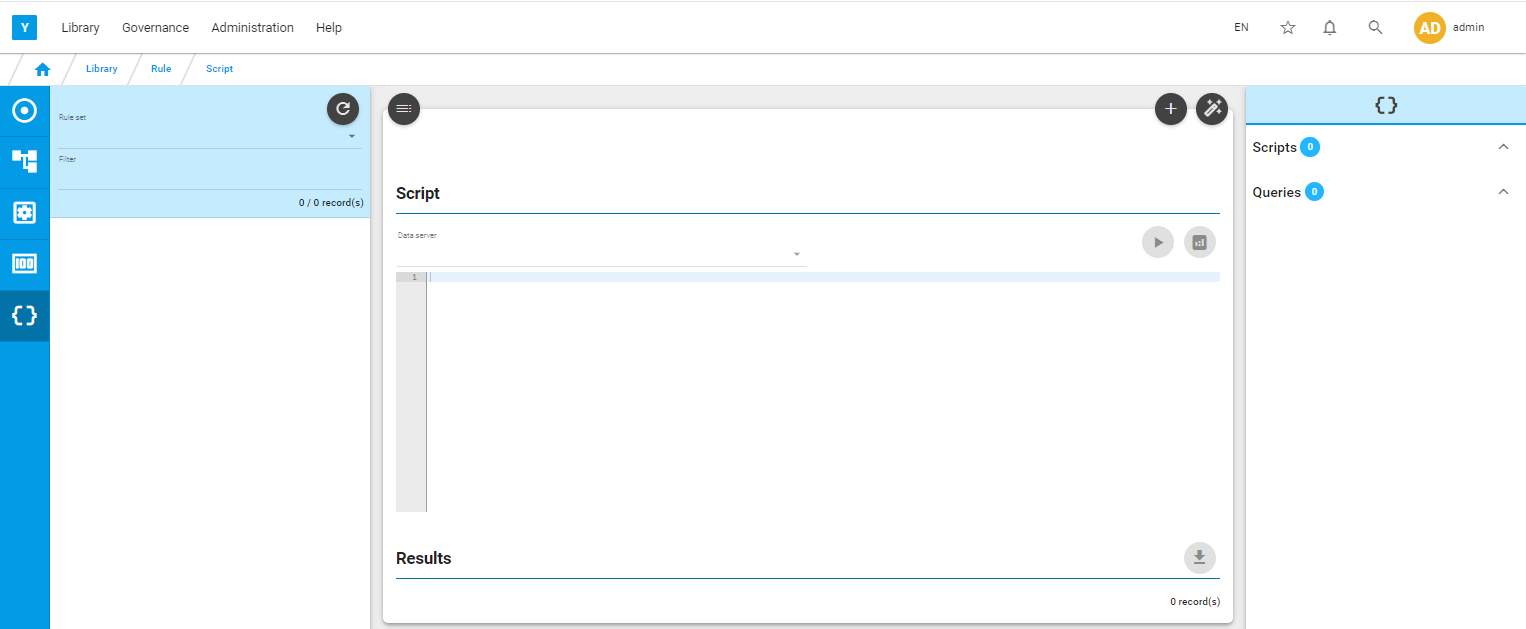 Y Library Governance Administration Help EN AD admin
Library Rule Script
Rule set
Filter
0 / 0 record(s)
Script
Data server
1
Results
0 record(s)
{}
Scripts 0
Queries 0